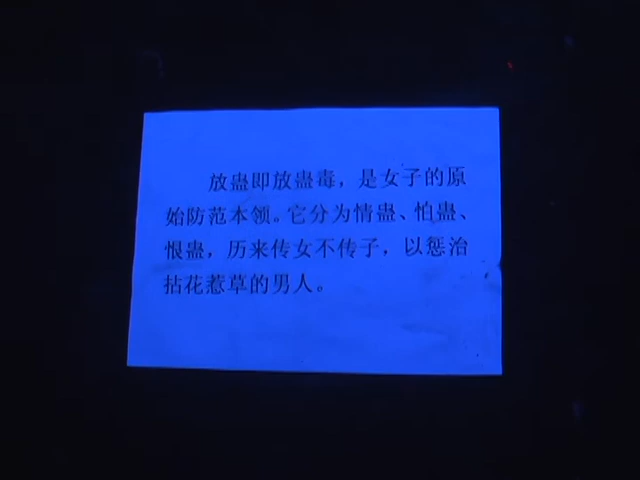 放蛊即放蛊毒，是女子的原
始防范本领。它分为情蛊、怕蛊、
恨蛊，历来传女不传子，以惩治
拈花惹草的男人。